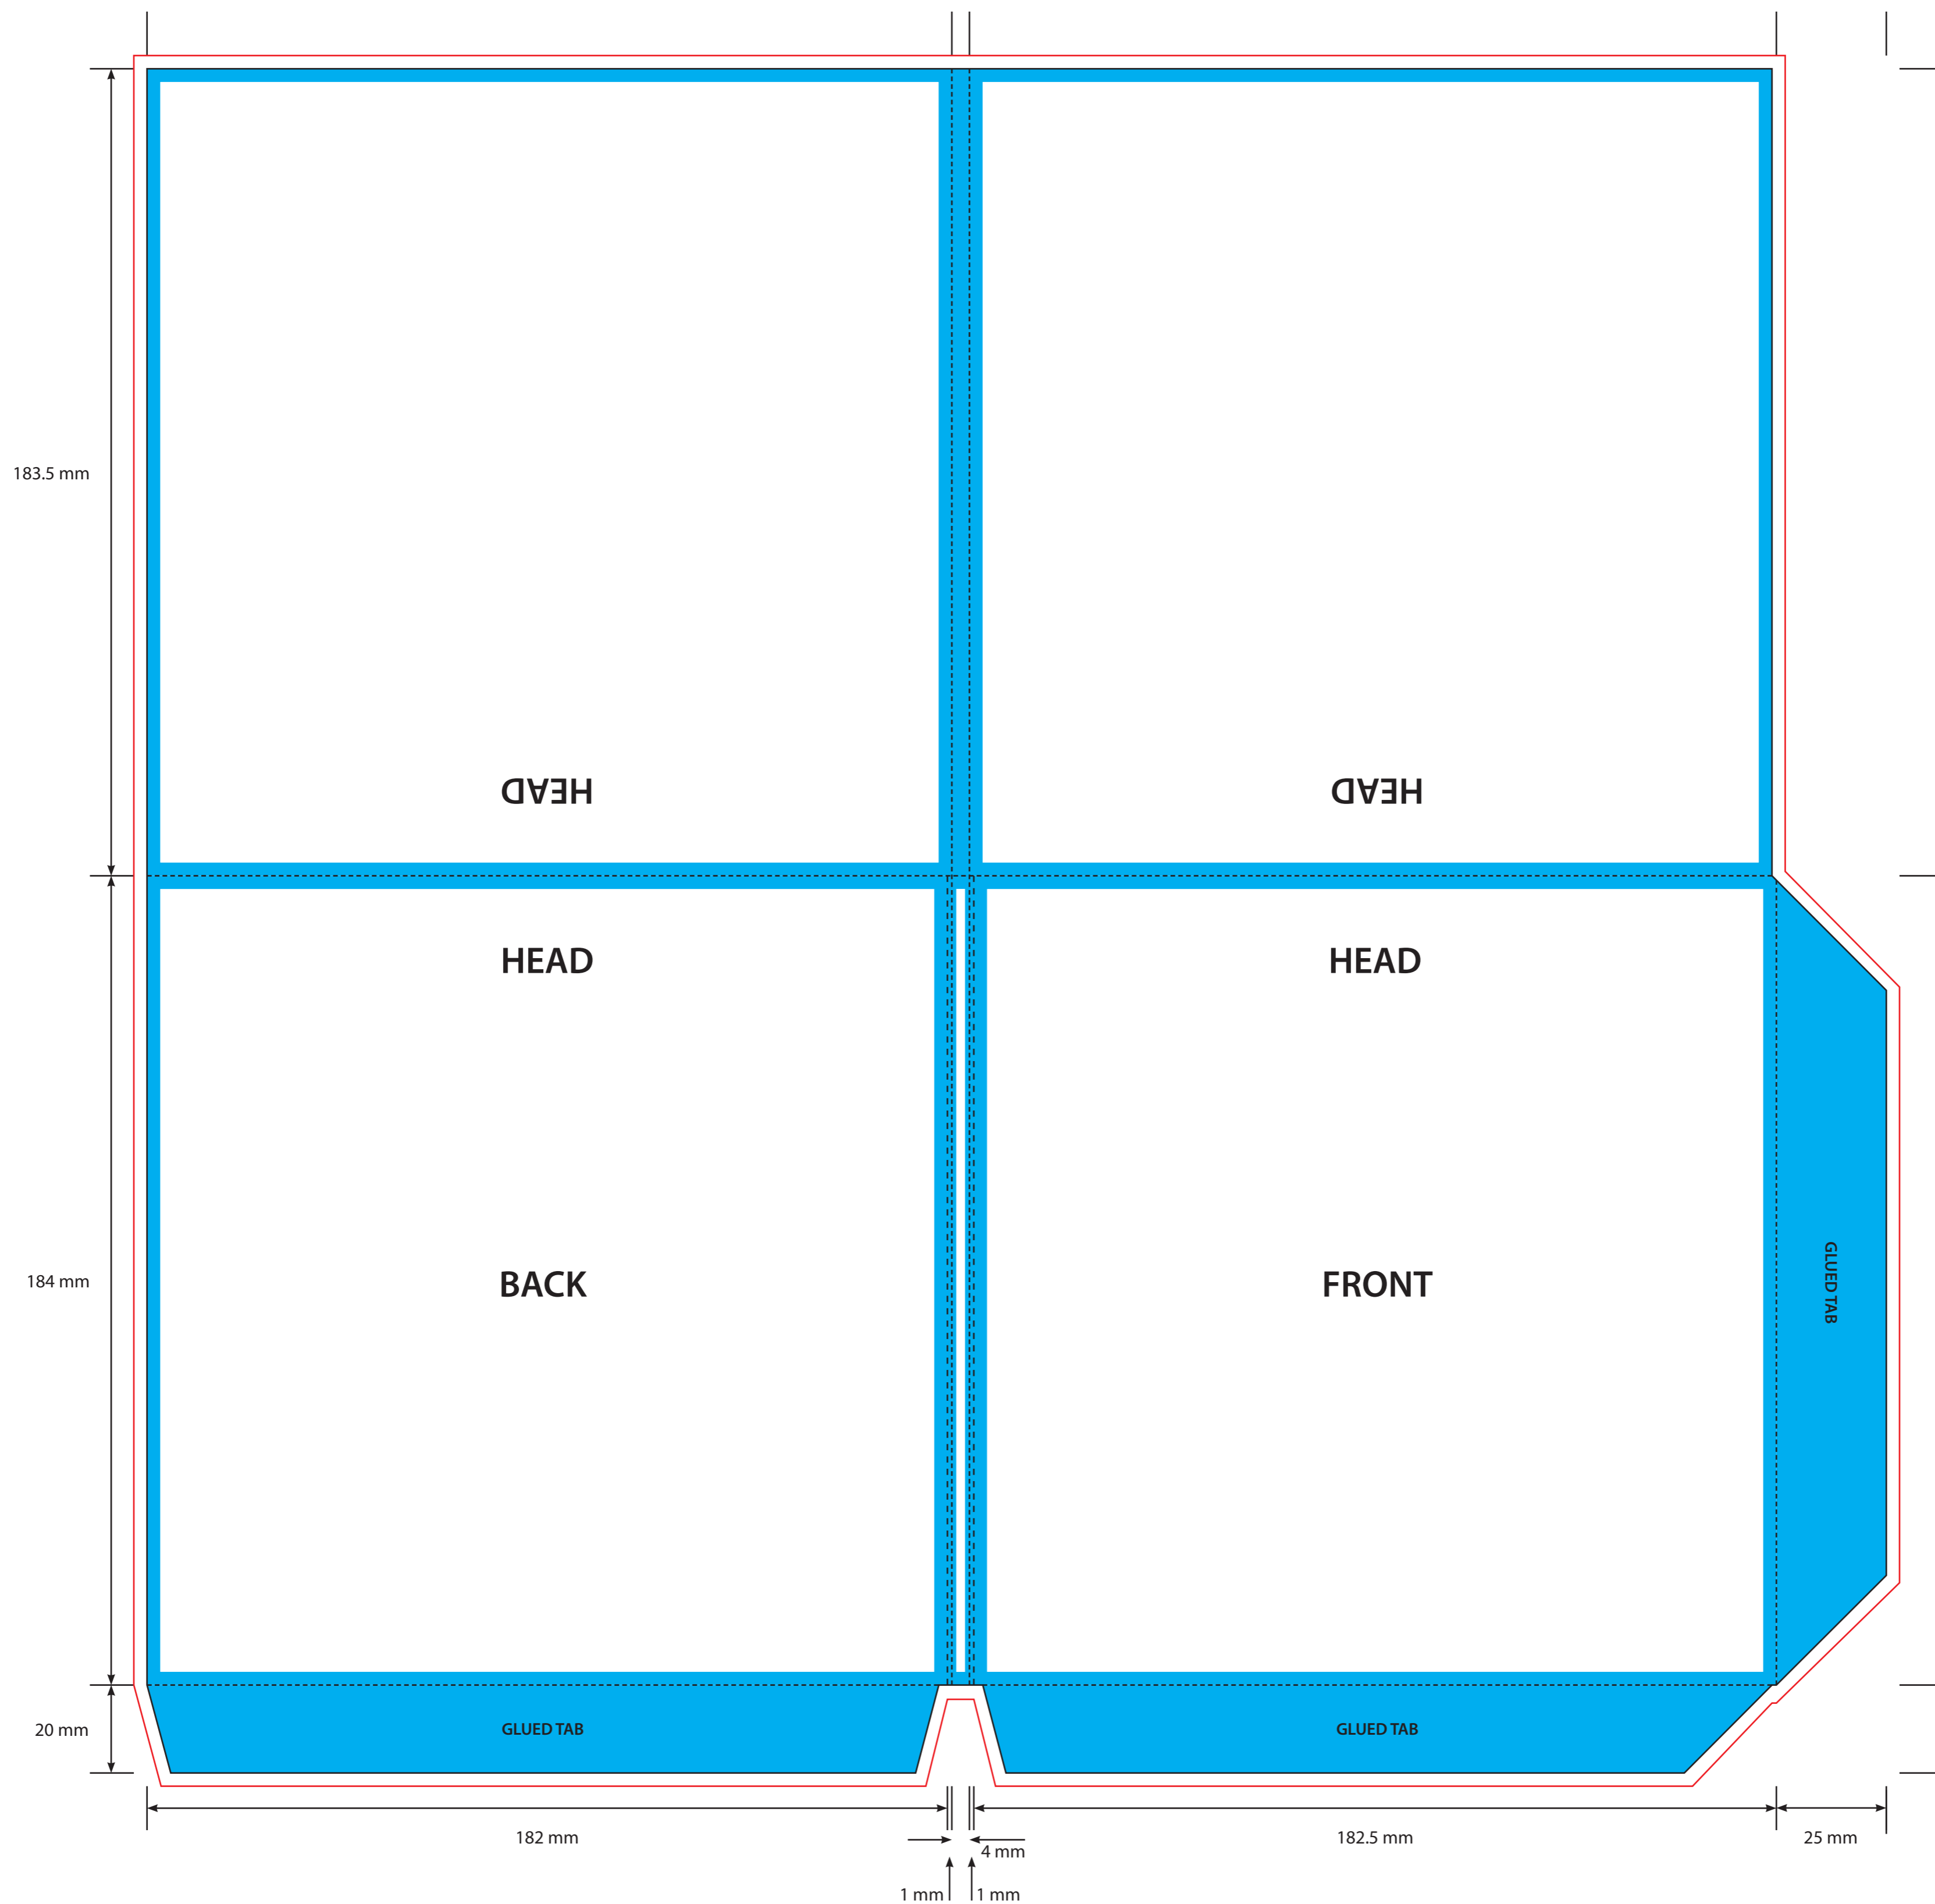 183.5 mm
HEAD
HEAD
HEAD
HEAD
184 mm
BACK
FRONT
GLUED TAB
20 mm
GLUED TAB
GLUED TAB
182 mm
4 mm
182.5 mm
25 mm
1 mm
1 mm